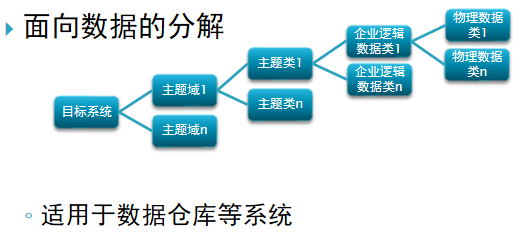 面向数据的分解
目标系统
主题域1
主题域n
主题类1
主题类n
企业逻辑
数据类1
企业逻辑
数据类n
物理数据
类1
物理数据
类n
适用于数据仓库等系统